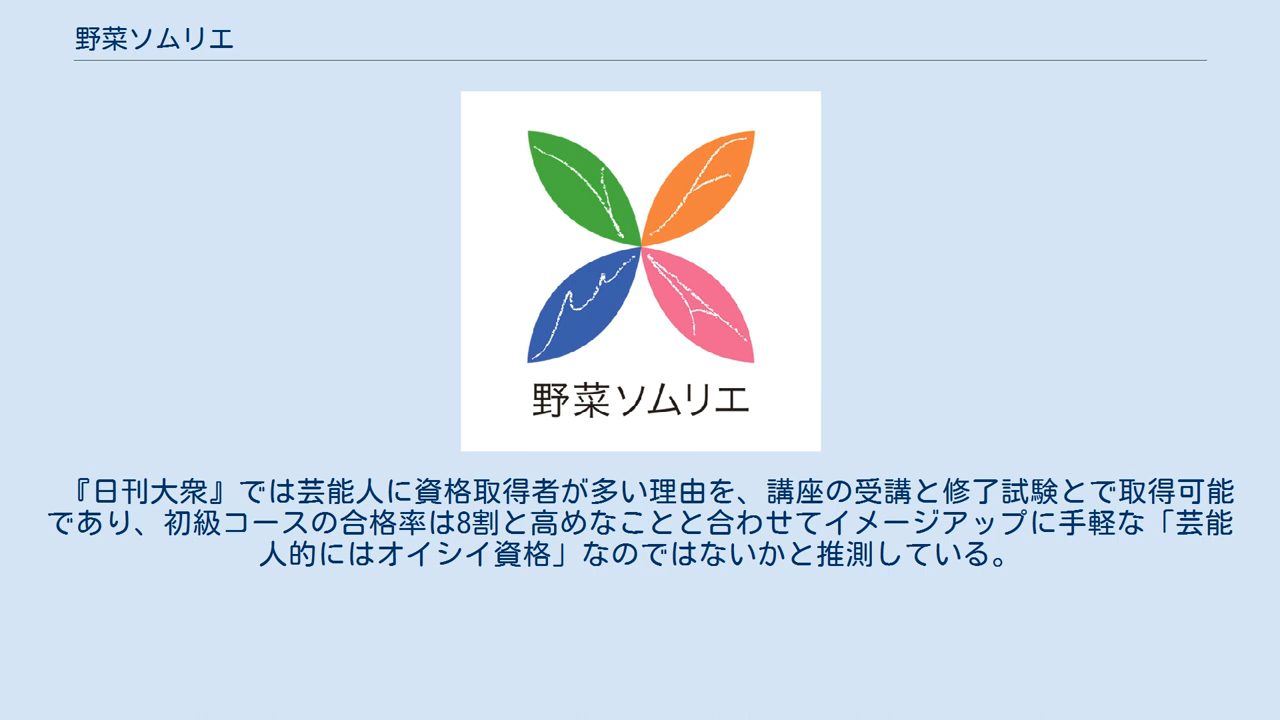 野菜ソムリエ
野菜ソムリエ
『日刊大衆』では芸能人に資格取得者が多い理由を、講座の受講と修了試験とで取得可能
であり、初級コースの合格率は8割と高めなことと合わせてイメージアップに手軽な「芸能
人的にはオイシイ資格」なのではないかと推測している。